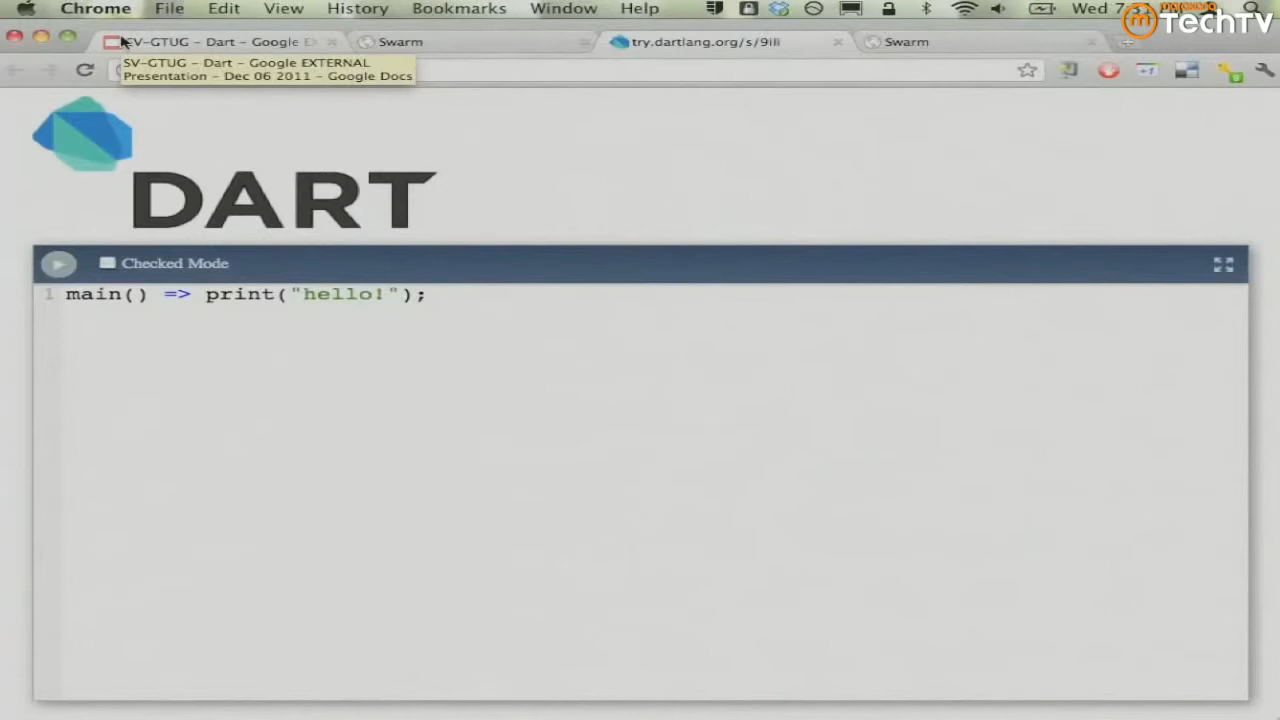 Chrome File Edit View History Bookmarks Window Help
Wed 7:3
TechTV
SV-GTUG - Dart - Google E
Swarm
try.dartlang.org/s/9ili
Swarm
SV-GTUG - Dart - Google EXTERNAL
Presentation - Dec 06 2011 - Google Docs
+1
DART
Checked Mode
1 main() => print("hello!");